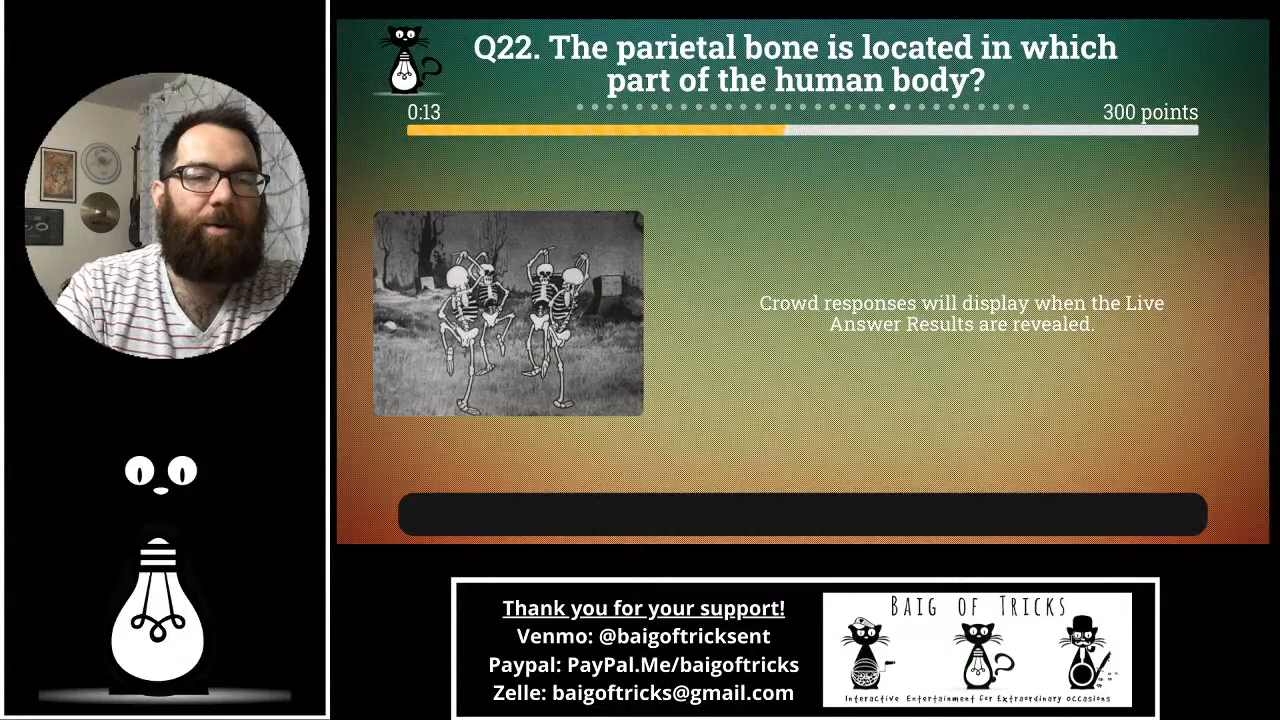 Q22. The parietal bone is located in which
part of the human body?
0:13
300 points
Crowd responses will display when the Live
Answer Results are revealed.
Thank you for your support!
Venmo: @baigoftricksent
Paypal: PayPal.Me/baigoftricks
Zelle: baigoftricks@gmail.com
BAIG OF TRICKS
Interactive Entertainment for Extraordinary occasions